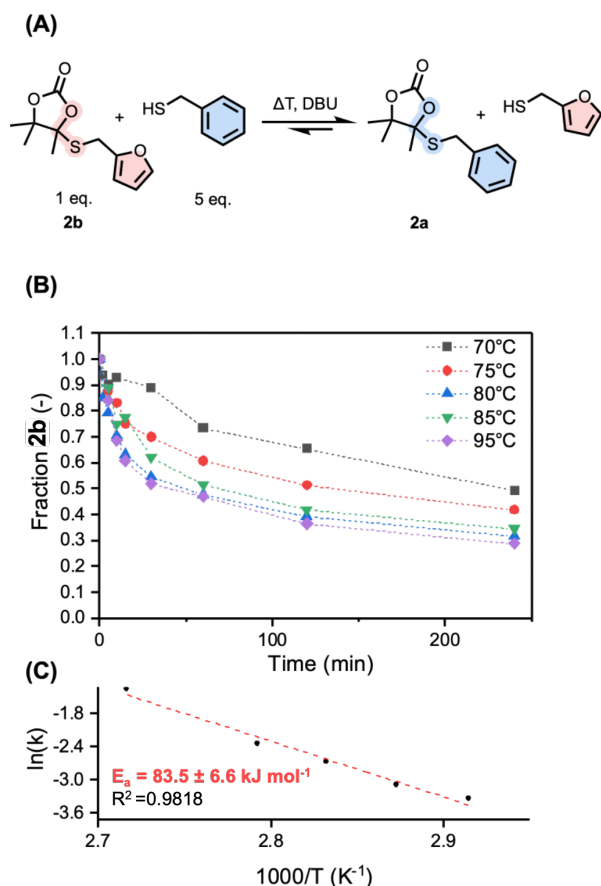 (A)
O
O
O
S
O
1 eq.
2b
+
HS
5 eq.
ΔT, DBU
O
O
O
S
2a
+
HS
O
(B)
Fraction 2b (-)
1.1
1.0
0.9
0.8
0.7
0.6
0.5
0.4
0.3
0.2
0.1
0.0
0
100
200
Time (min)
70°C
75°C
80°C
85°C
95°C
(C)
ln(k)
-1.8
-2.4
-3.0
-3.6
Eₐ = 83.5 ± 6.6 kJ mol⁻¹
R² =0.9818
2.7
2.8
2.9
1000/T (K⁻¹)